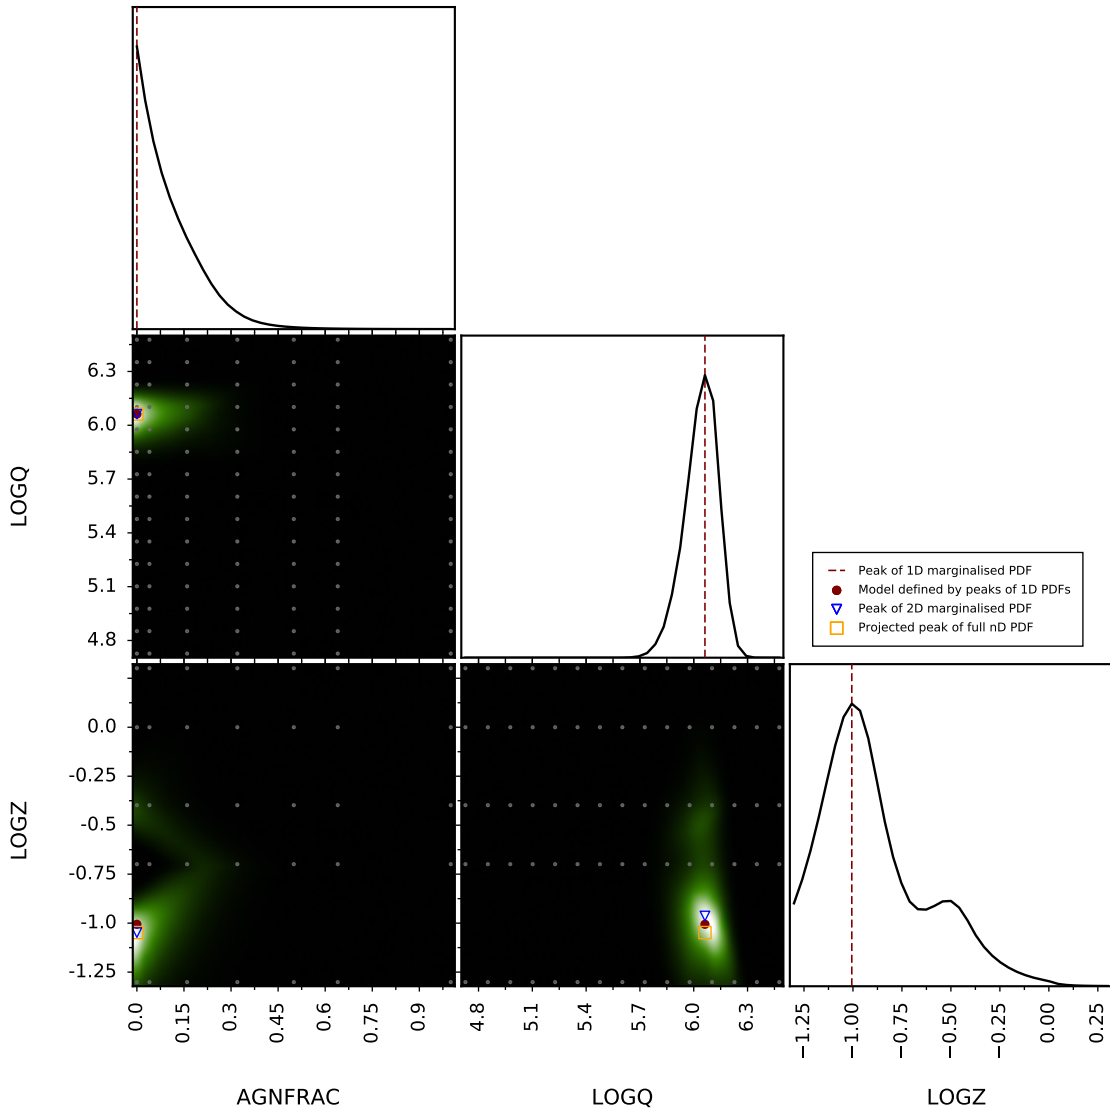 6.3
6.0
5.7
5.4
5.1
4.8
LOGQ
Peak of 1D marginalised PDF
Model defined by peaks of 1D PDFs
Peak of 2D marginalised PDF
Projected peak of full nD PDF
0.0
-0.25
-0.5
-0.75
-1.0
-1.25
LOGZ
0.0 0.15 0.3 0.45 0.6 0.75 0.9
4.8 5.1 5.4 5.7 6.0 6.3
−1.25 −1.00 −0.75 −0.50 −0.25 0.00 0.25
AGNFRAC LOGQ LOGZ